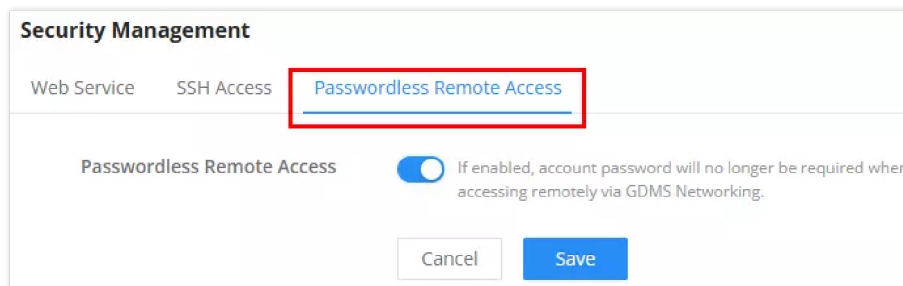 Security Management
Web Service SSH Access Passwordless Remote Access
Passwordless Remote Access If enabled, account password will no longer be required when
accessing remotely via GDMS Networking.
Cancel Save